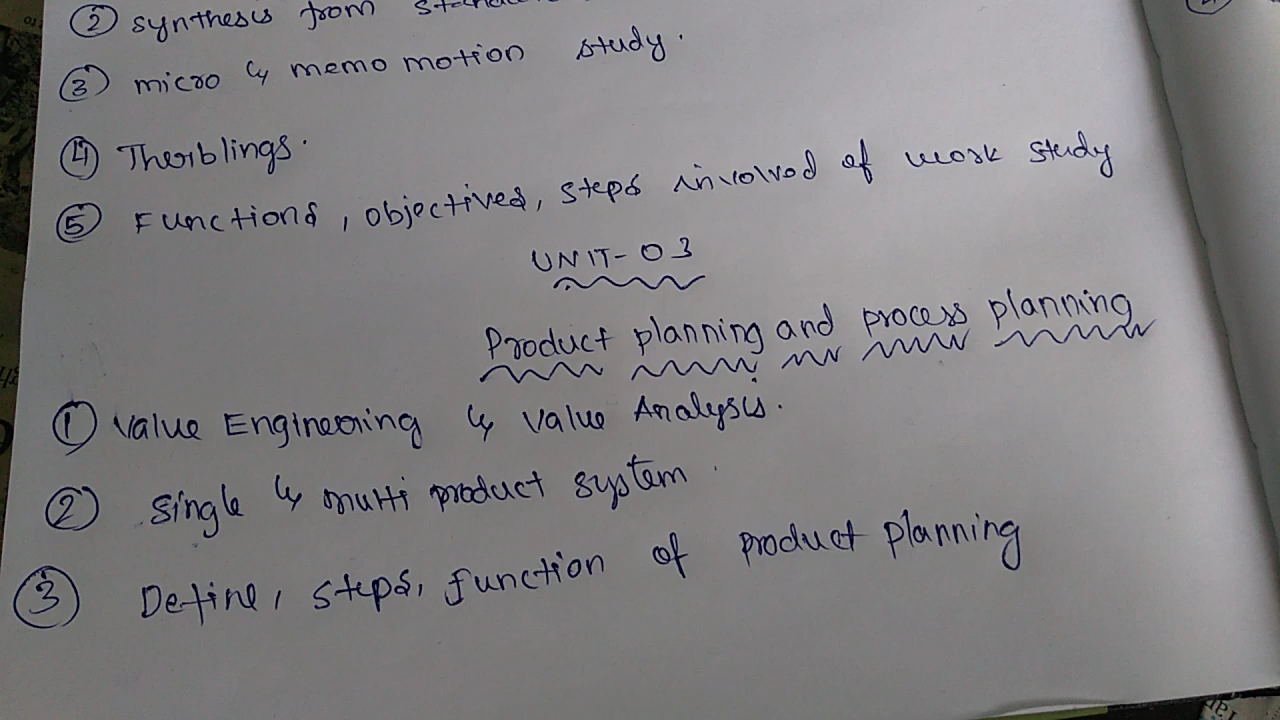 ② synthesis from
③ micro & memo motion study.
④ Therblings.
⑤ Functions, objectives, steps involved of work study
UNIT-03
Product planning and process planning
① Value Engineering & Value Analysis.
② single & multi product system.
③ Define, steps, function of product planning